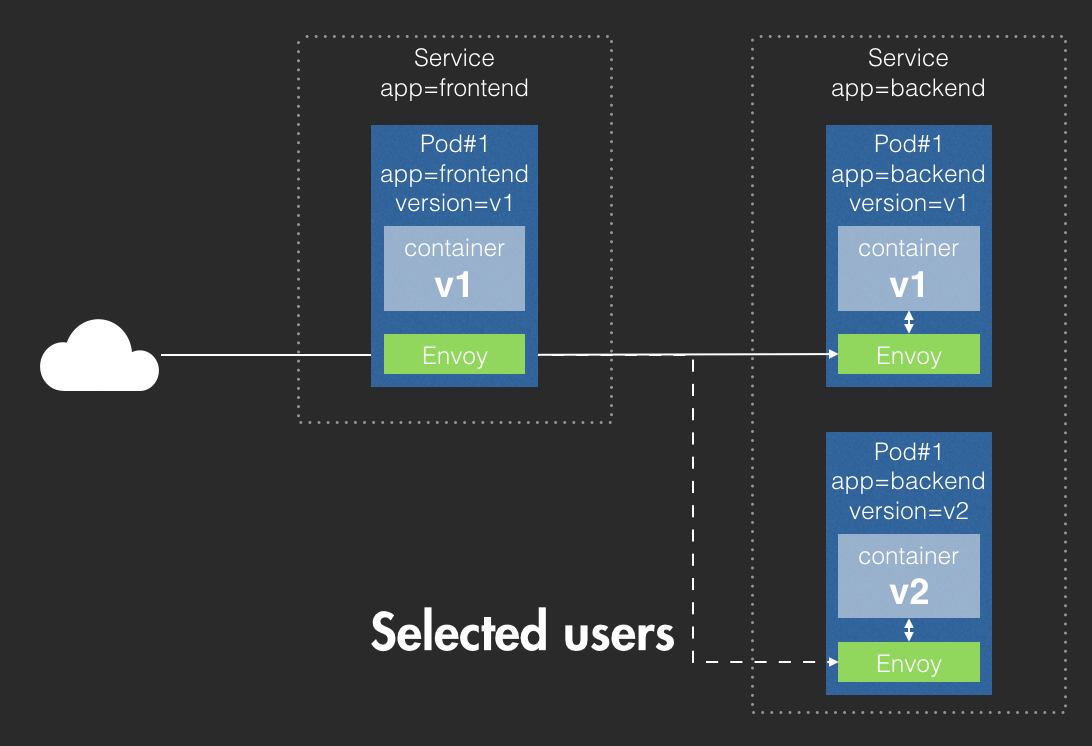 Service
app=frontend
Pod#1
app=frontend
version=v1
container
v1
Envoy
Service
app=backend
Pod#1
app=backend
version=v1
container
v1
Envoy
Pod#1
app=backend
version=v2
container
v2
Envoy
Selected users